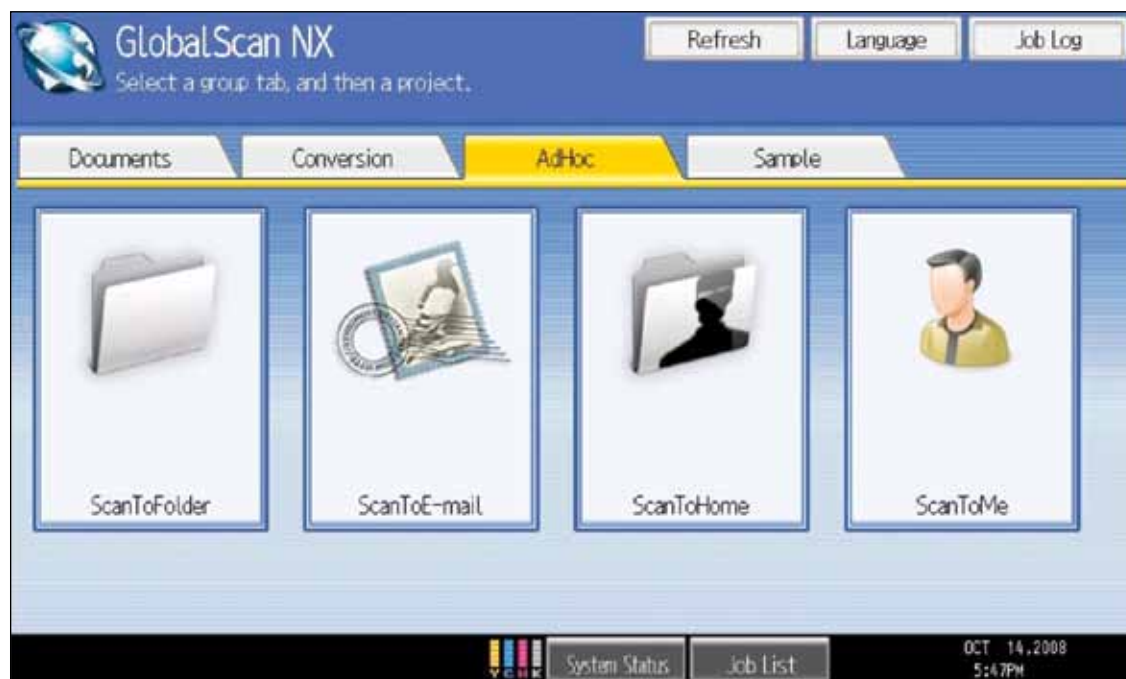 GlobalScan NX
Refresh
Language
Job Log
Select a group tab, and then a project.
Documents
Conversion
AdHoc
Sample
ScanToFolder
ScanToE-mail
ScanToHome
ScanToMe
Y C M K
System Status
Job List
OCT 14,2008
5:47PM